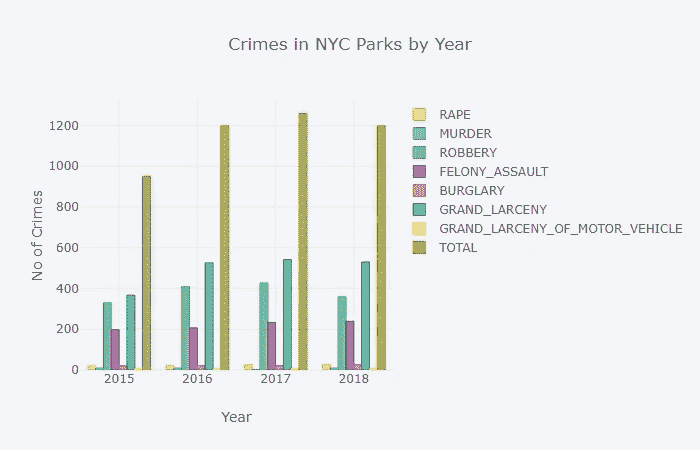 Crimes in NYC Parks by Year
No of Crimes
1200
1000
800
600
400
200
0
2015 2016 2017 2018
Year
RAPE
MURDER
ROBBERY
FELONY_ASSAULT
BURGLARY
GRAND_LARCENY
GRAND_LARCENY_OF_MOTOR_VEHICLE
TOTAL